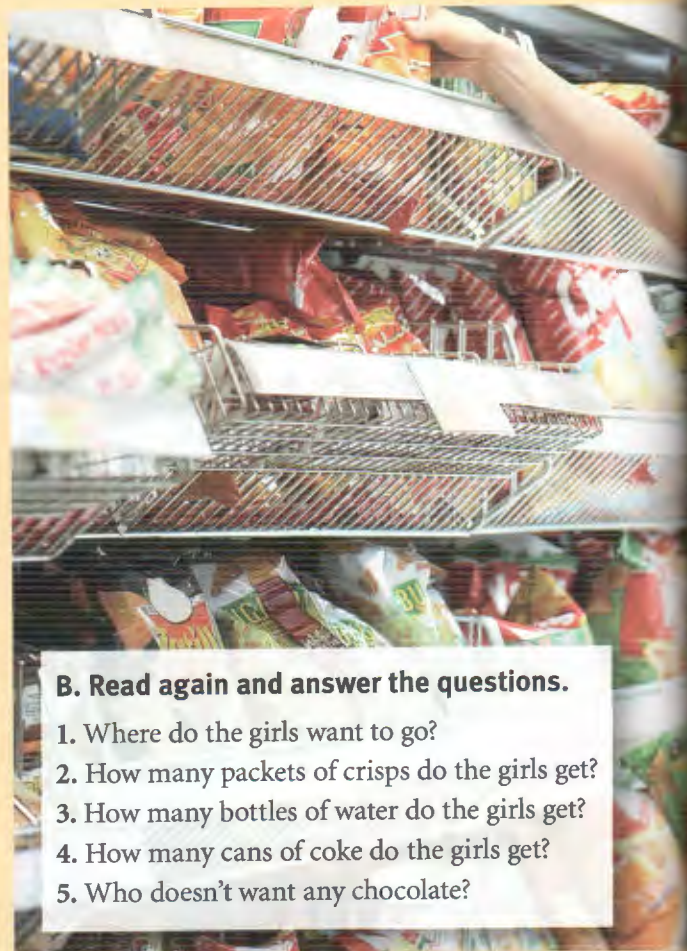 B. Read again and answer the questions.
1. Where do the girls want to go?
2. How many packets of crisps do the girls get?
3. How many bottles of water do the girls get?
4. How many cans of coke do the girls get?
5. Who doesn't want any chocolate?